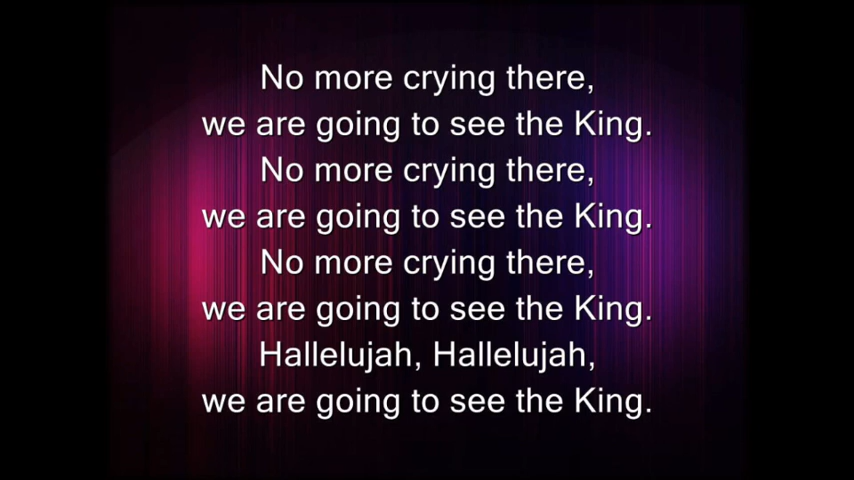 No more crying there,
we are going to see the King.
No more crying there,
we are going to see the King.
No more crying there,
we are going to see the King.
Hallelujah, Hallelujah,
we are going to see the King.